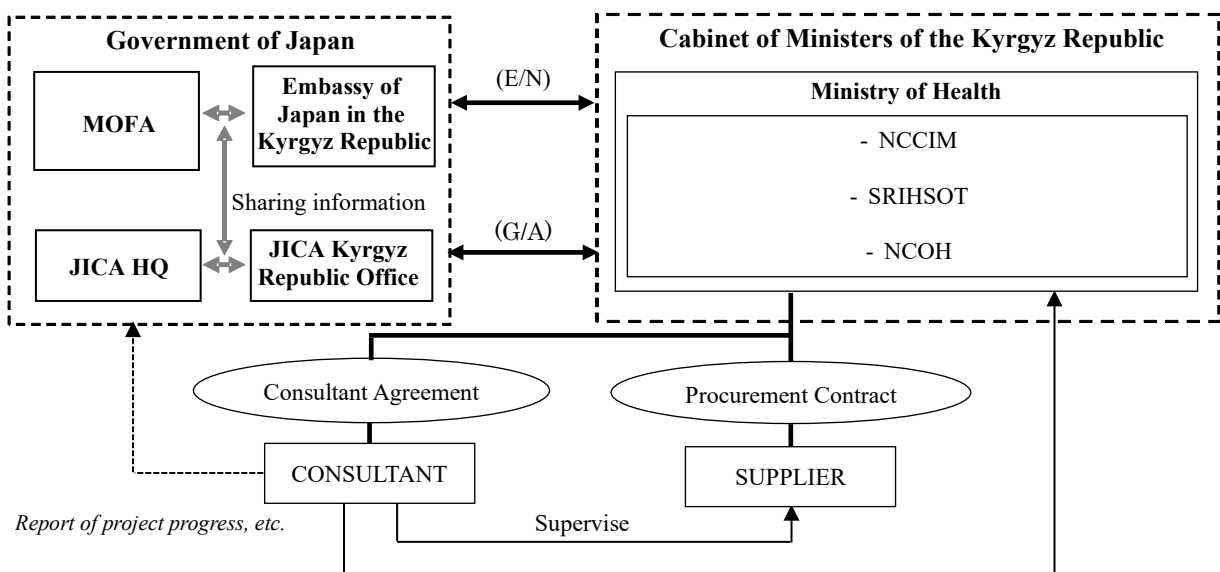 Government of Japan
Cabinet of Ministers of the Kyrgyz Republic
MOFA
Embassy of
Japan in the
Kyrgyz Republic
(E/N)
Ministry of Health
- NCCIM
- SRIHSOT
- NCOH
Sharing information
(G/A)
JICA HQ
JICA Kyrgyz
Republic Office
Consultant Agreement
Procurement Contract
CONSULTANT
SUPPLIER
Report of project progress, etc.
Supervise